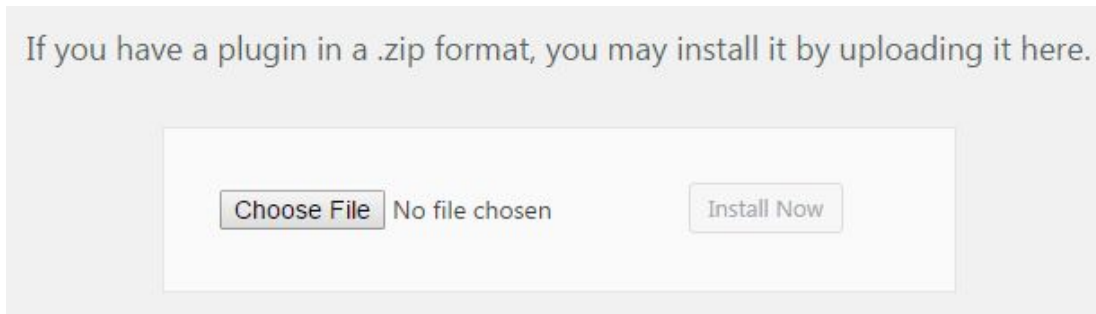 If you have a plugin in a .zip format, you may install it by uploading it here.
Choose File No file chosen Install Now